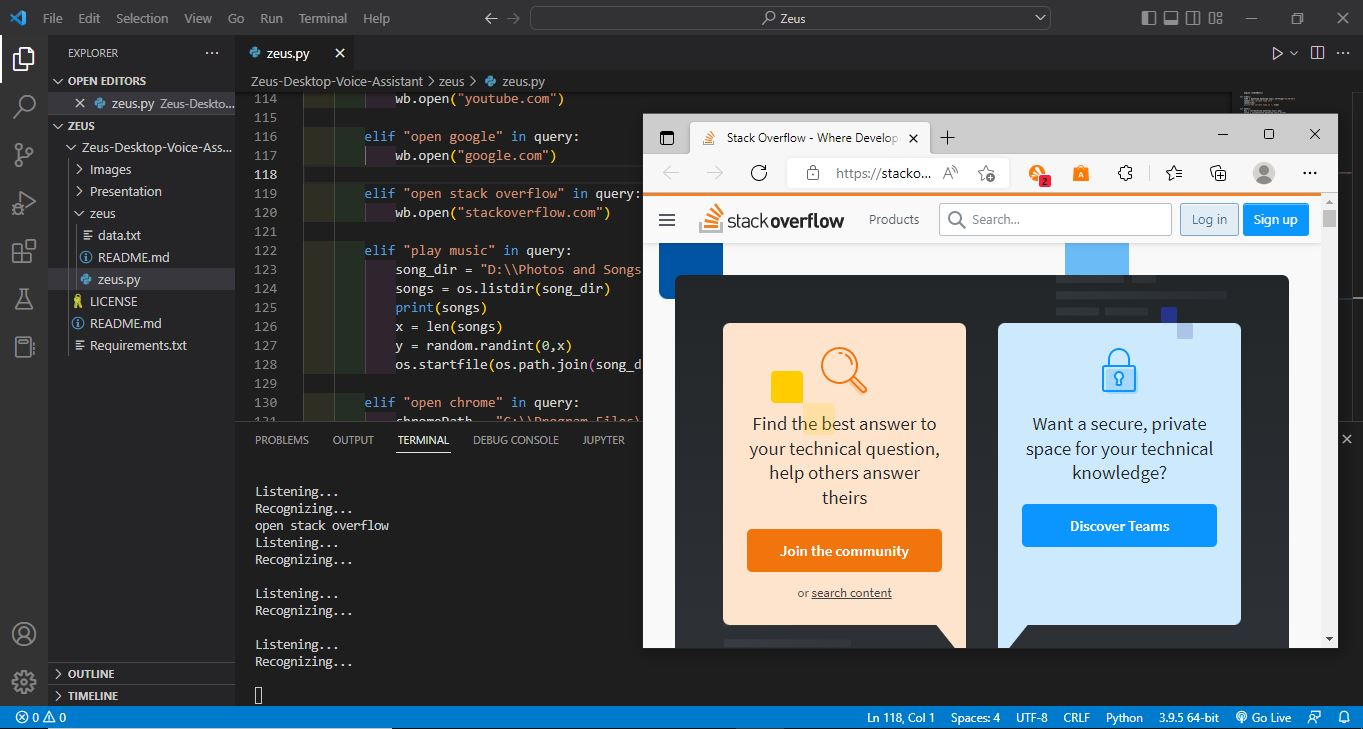 File Edit Selection View Go Run Terminal Help
Zeus
EXPLORER
OPEN EDITORS
zeus.py Zeus-Deskto...
ZEUS
Zeus-Desktop-Voice-Ass...
Images
Presentation
zeus
data.txt
README.md
zeus.py
LICENSE
README.md
Requirements.txt
OUTLINE
TIMELINE
zeus.py
Zeus-Desktop-Voice-Assistant > zeus > zeus.py
114 wb.open("youtube.com")
115
116 elif "open google" in query:
117 wb.open("google.com")
118
119 elif "open stack overflow" in query:
120 wb.open("stackoverflow.com")
121
122 elif "play music" in query:
123 song_dir = "D:\\Photos and Songs
124 songs = os.listdir(song_dir)
125 print(songs)
126 x = len(songs)
127 y = random.randint(0,x)
128 os.startfile(os.path.join(song_d
129
130 elif "open chrome" in query:
PROBLEMS OUTPUT TERMINAL DEBUG CONSOLE JUPYTER
Listening...
Recognizing...
open stack overflow
Listening...
Recognizing...
Listening...
Recognizing...
Listening...
Recognizing...
Stack Overflow - Where Develop
https://stacko...
2
stackoverflow Products Search... Log in Sign up
Find the best answer to
your technical question,
help others answer
theirs
Join the community
or search content
Want a secure, private
space for your technical
knowledge?
Discover Teams
0 0
Ln 118, Col 1 Spaces: 4 UTF-8 CRLF Python 3.9.5 64-bit Go Live